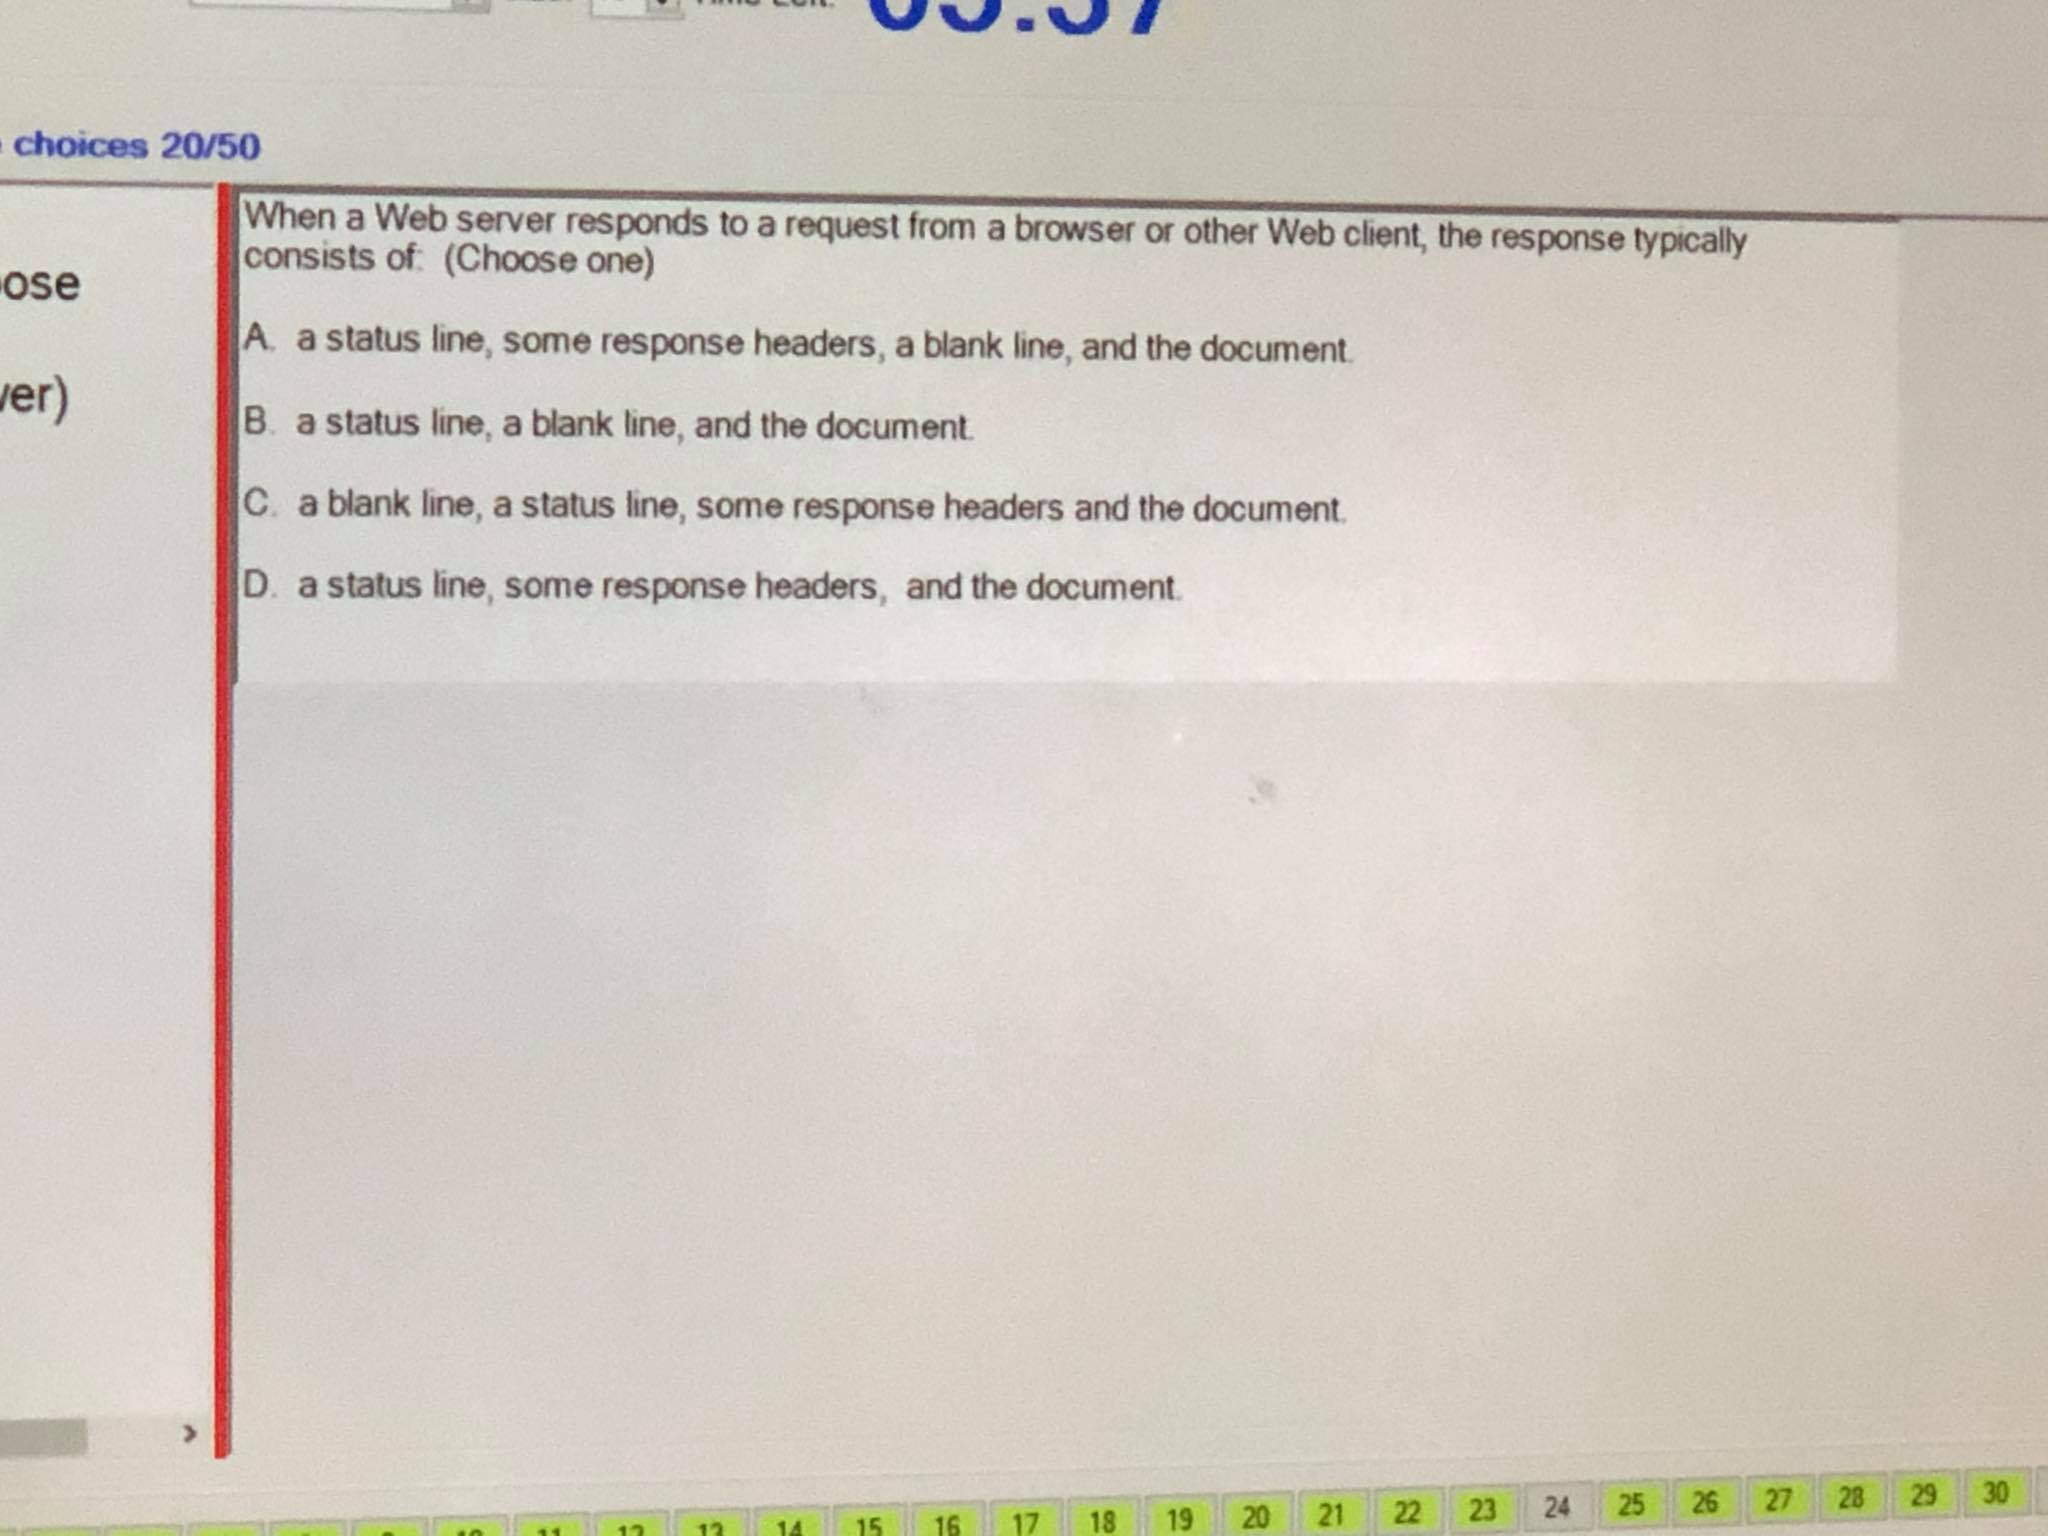 05:37
choices 20/50
When a Web server responds to a request from a browser or other Web client, the response typically
consists of: (Choose one)
ose
A. a status line, some response headers, a blank line, and the document.
ver)
B. a status line, a blank line, and the document.
C. a blank line, a status line, some response headers and the document.
D. a status line, some response headers, and the document.
11 12 13 14 15 16 17 18 19 20 21 22 23 24 25 26 27 28 29 30